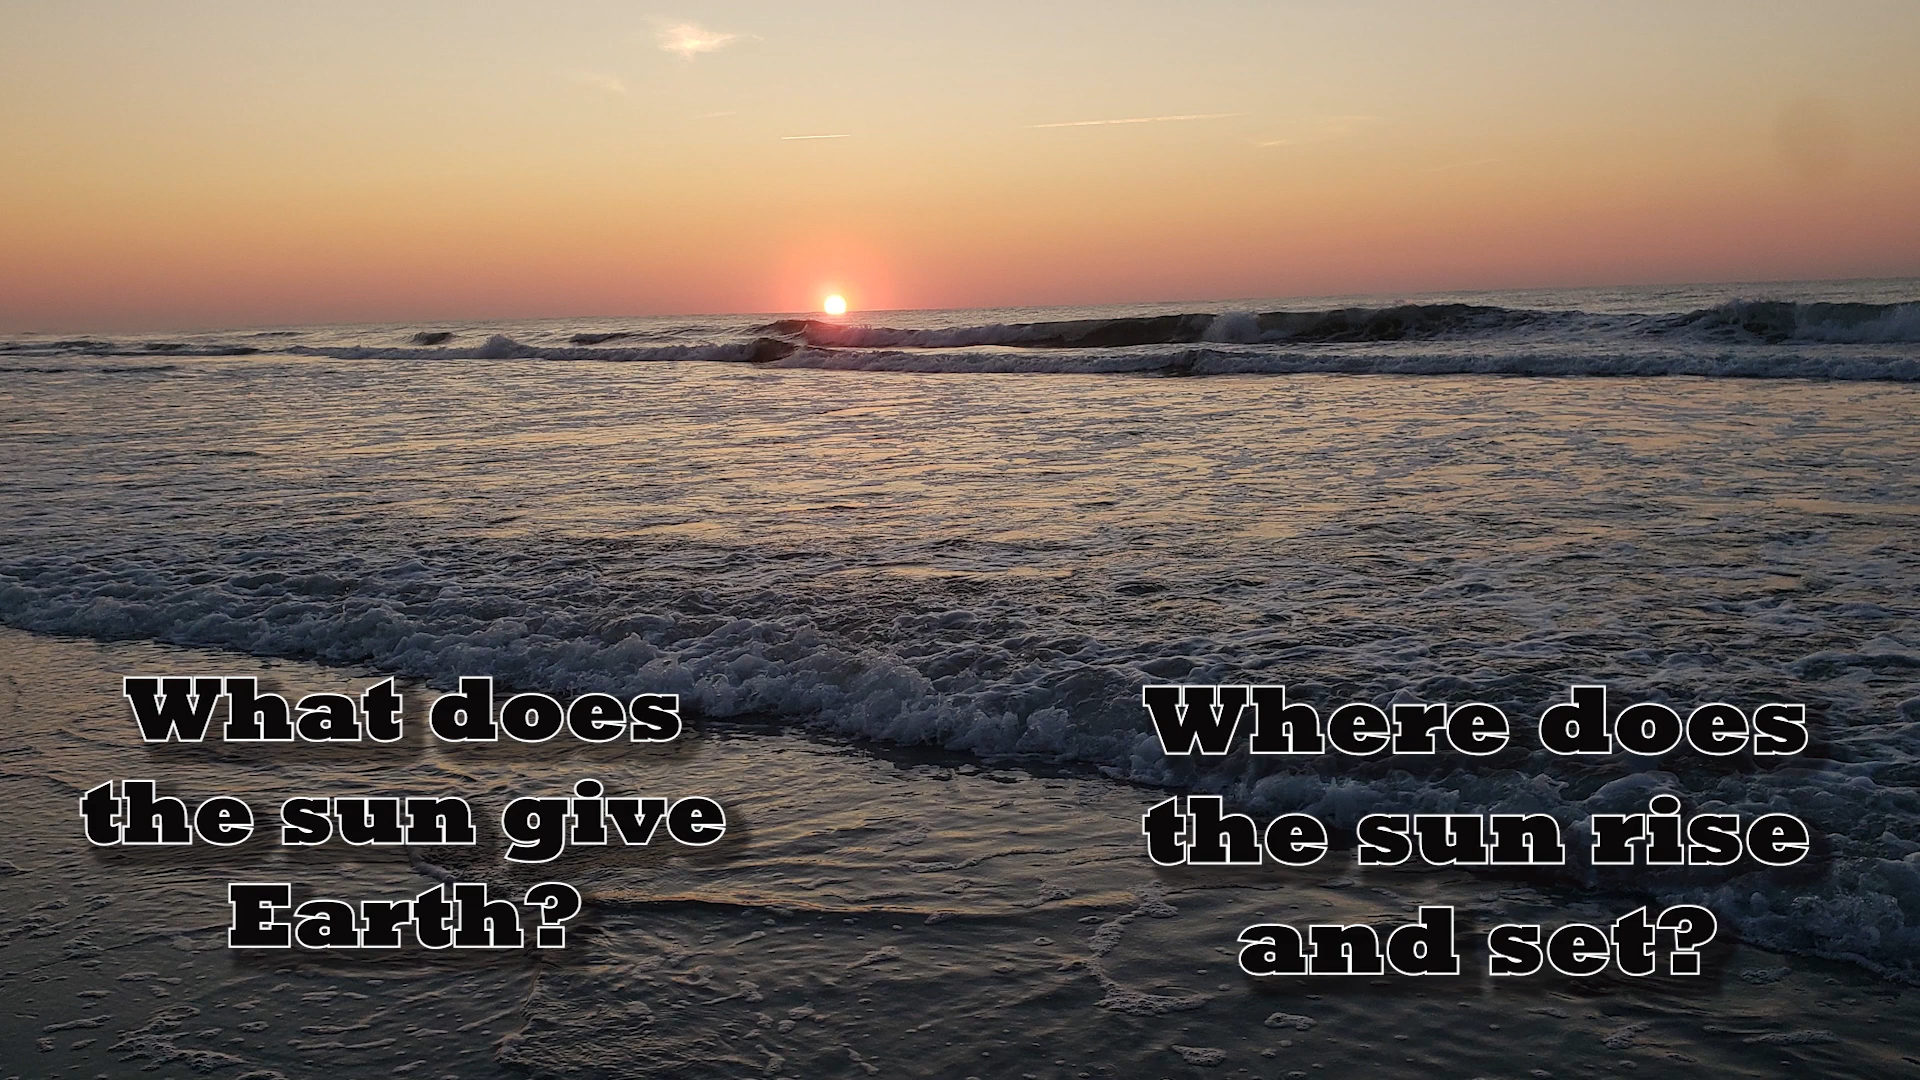 What does
the sun give
Earth?
Where does
the sun rise
and set?